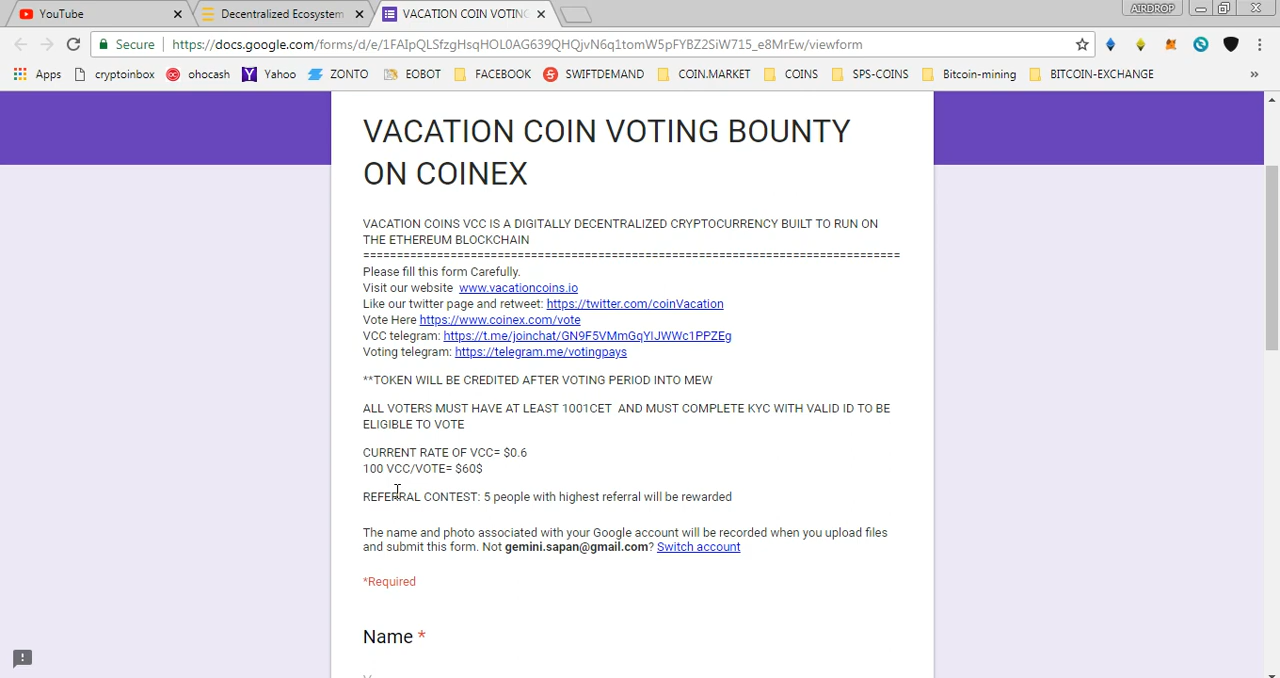 YouTube
Decentralized Ecosystem
VACATION COIN VOTING
AIRDROP
Secure
https://docs.google.com/forms/d/e/1FAIpQLSfzgHzqHOL0AG639QHQjvN6q1tomW5pFYBZ2SiW715_e8MrEw/viewform
Apps
cryptoinbox
ohocash
Yahoo
ZONTO
EOBOT
FACEBOOK
SWIFTDEMAND
COIN.MARKET
COINS
SPS-COINS
Bitcoin-mining
BITCOIN-EXCHANGE
VACATION COIN VOTING BOUNTY
ON COINEX
VACATION COINS VCC IS A DIGITALLY DECENTRALIZED CRYPTOCURRENCY BUILT TO RUN ON
THE ETHEREUM BLOCKCHAIN
================================================================================
Please fill this form Carefully.
Visit our website www.vacationcoins.io
Like our twitter page and retweet: https://twitter.com/coinVacation
Vote Here https://www.coinex.com/vote
VCC telegram: https://t.me/joinchat/GN9F5VMmGqYIJWWc1PPZEg
Voting telegram: https://telegram.me/votingpays
**TOKEN WILL BE CREDITED AFTER VOTING PERIOD INTO MEW
ALL VOTERS MUST HAVE AT LEAST 1001CET AND MUST COMPLETE KYC WITH VALID ID TO BE
ELIGIBLE TO VOTE
CURRENT RATE OF VCC= $0.6
100 VCC/VOTE= $60$
REFERRAL CONTEST: 5 people with highest referral will be rewarded
The name and photo associated with your Google account will be recorded when you upload files
and submit this form. Not gemini.sapan@gmail.com? Switch account
*Required
Name *